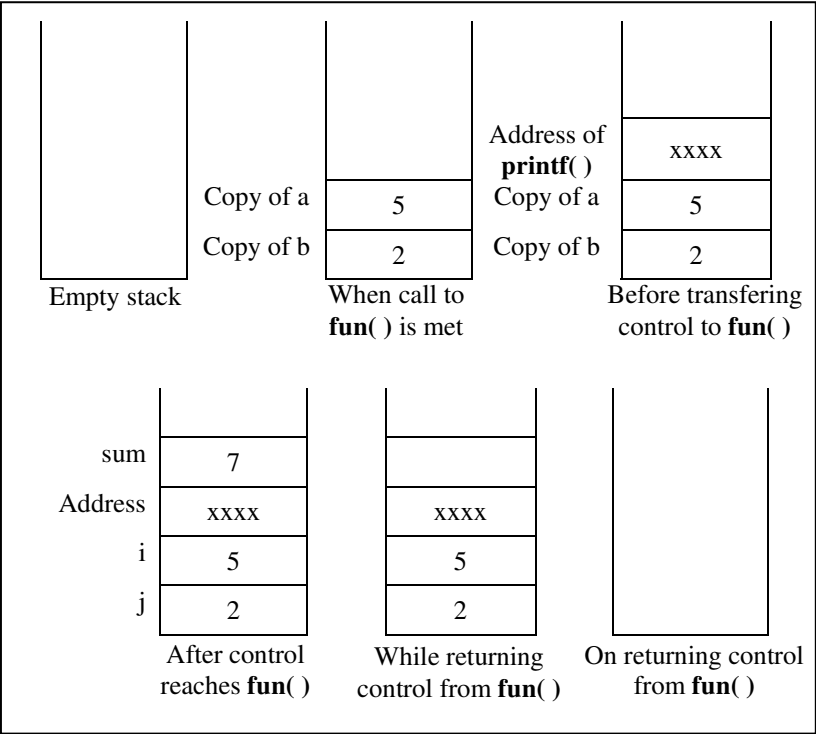 Address of
printf( )
xxxx
Copy of a
5
Copy of a
5
Copy of b
2
Copy of b
2
Empty stack
When call to
fun( ) is met
Before transfering
control to fun( )
sum
7
Address
xxxx
xxxx
i
5
5
j
2
2
After control
reaches fun( )
While returning
control from fun( )
On returning control
from fun( )